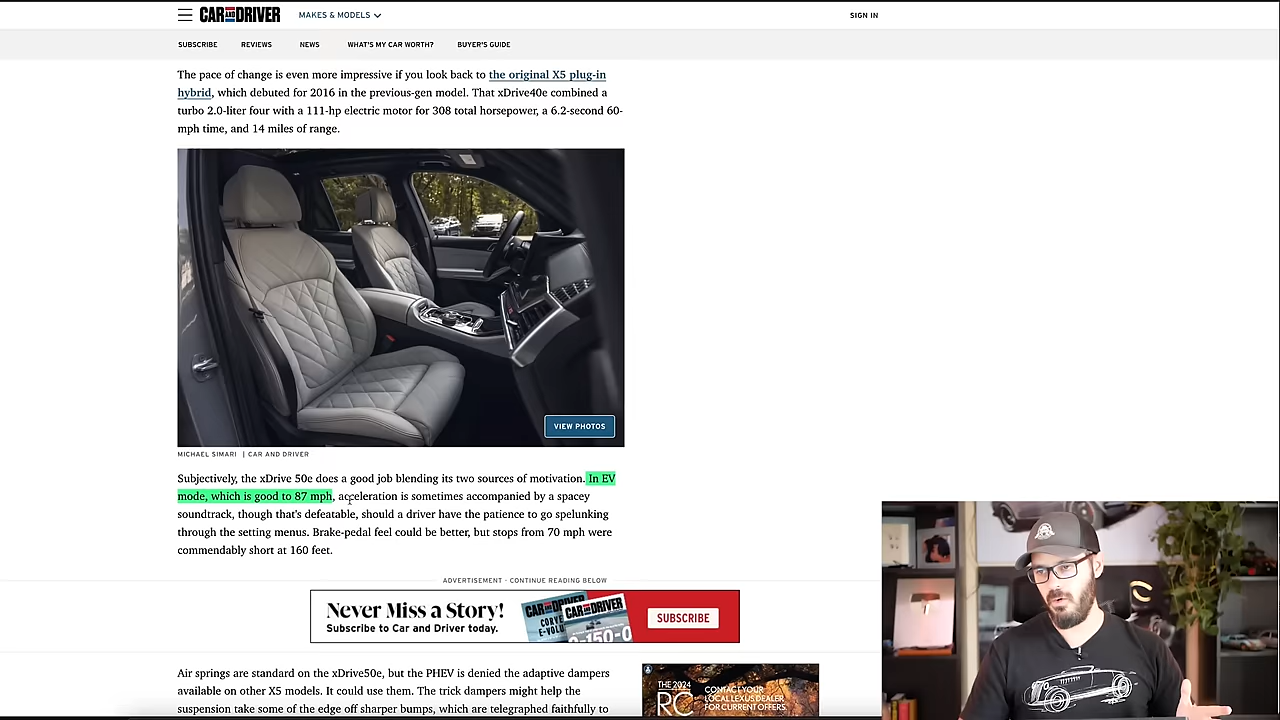 CAR AND DRIVER
MAKES & MODELS
SIGN IN
SUBSCRIBE
REVIEWS
NEWS
WHAT'S MY CAR WORTH?
BUYER'S GUIDE
The pace of change is even more impressive if you look back to the original X5 plug-in
hybrid, which debuted for 2016 in the previous-gen model. That xDrive40e combined a
turbo 2.0-liter four with a 111-hp electric motor for 308 total horsepower, a 6.2-second 60-
mph time, and 14 miles of range.
VIEW PHOTOS
MICHAEL SIMARI | CAR AND DRIVER
Subjectively, the xDrive 50e does a good job blending its two sources of motivation. In EV
mode, which is good to 87 mph, acceleration is sometimes accompanied by a spacey
soundtrack, though that's defeatable, should a driver have the patience to go spelunking
through the setting menus. Brake-pedal feel could be better, but stops from 70 mph were
commendably short at 160 feet.
ADVERTISEMENT - CONTINUE READING BELOW
Never Miss a Story!
Subscribe to Car and Driver today.
CAR AND DRIVER
CAR AND DRIVER
SUBSCRIBE
Air springs are standard on the xDrive50e, but the PHEV is denied the adaptive dampers
available on other X5 models. It could use them. The trick dampers might help the
suspension take some of the edge off sharper bumps, which are telegraphed faithfully to
THE 2024
RC
CONTACT YOUR
LOCAL LEXUS DEALER
FOR CURRENT OFFERS.